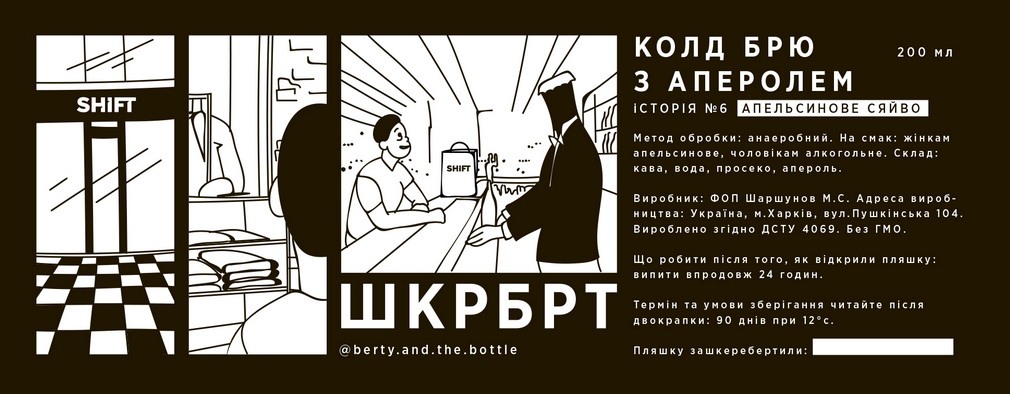 SHiFT
SHiFT
ШКРБРТ
@berty.and.the.bottle
КОЛД БРЮ
200 мл
З АПЕРОЛЕМ
іСТОРІЯ №6 АПЕЛЬСИНОВЕ СЯЙВО
Метод обробки: анаеробний. На смак: жінкам
апельсинове, чоловікам алкогольне. Склад:
кава, вода, просеко, апероль.
Виробник: ФОП Шаршунов М.С. Адреса вироб-
ництва: Україна, м.Харків, вул.Пушкінська 104.
Вироблено згідно ДСТУ 4069. Без ГМО.
Що робити після того, як відкрили пляшку:
випити впродовж 24 годин.
Термін та умови зберігання читайте після
двокрапки: 90 днів при 12°с.
Пляшку зашкеребертили: